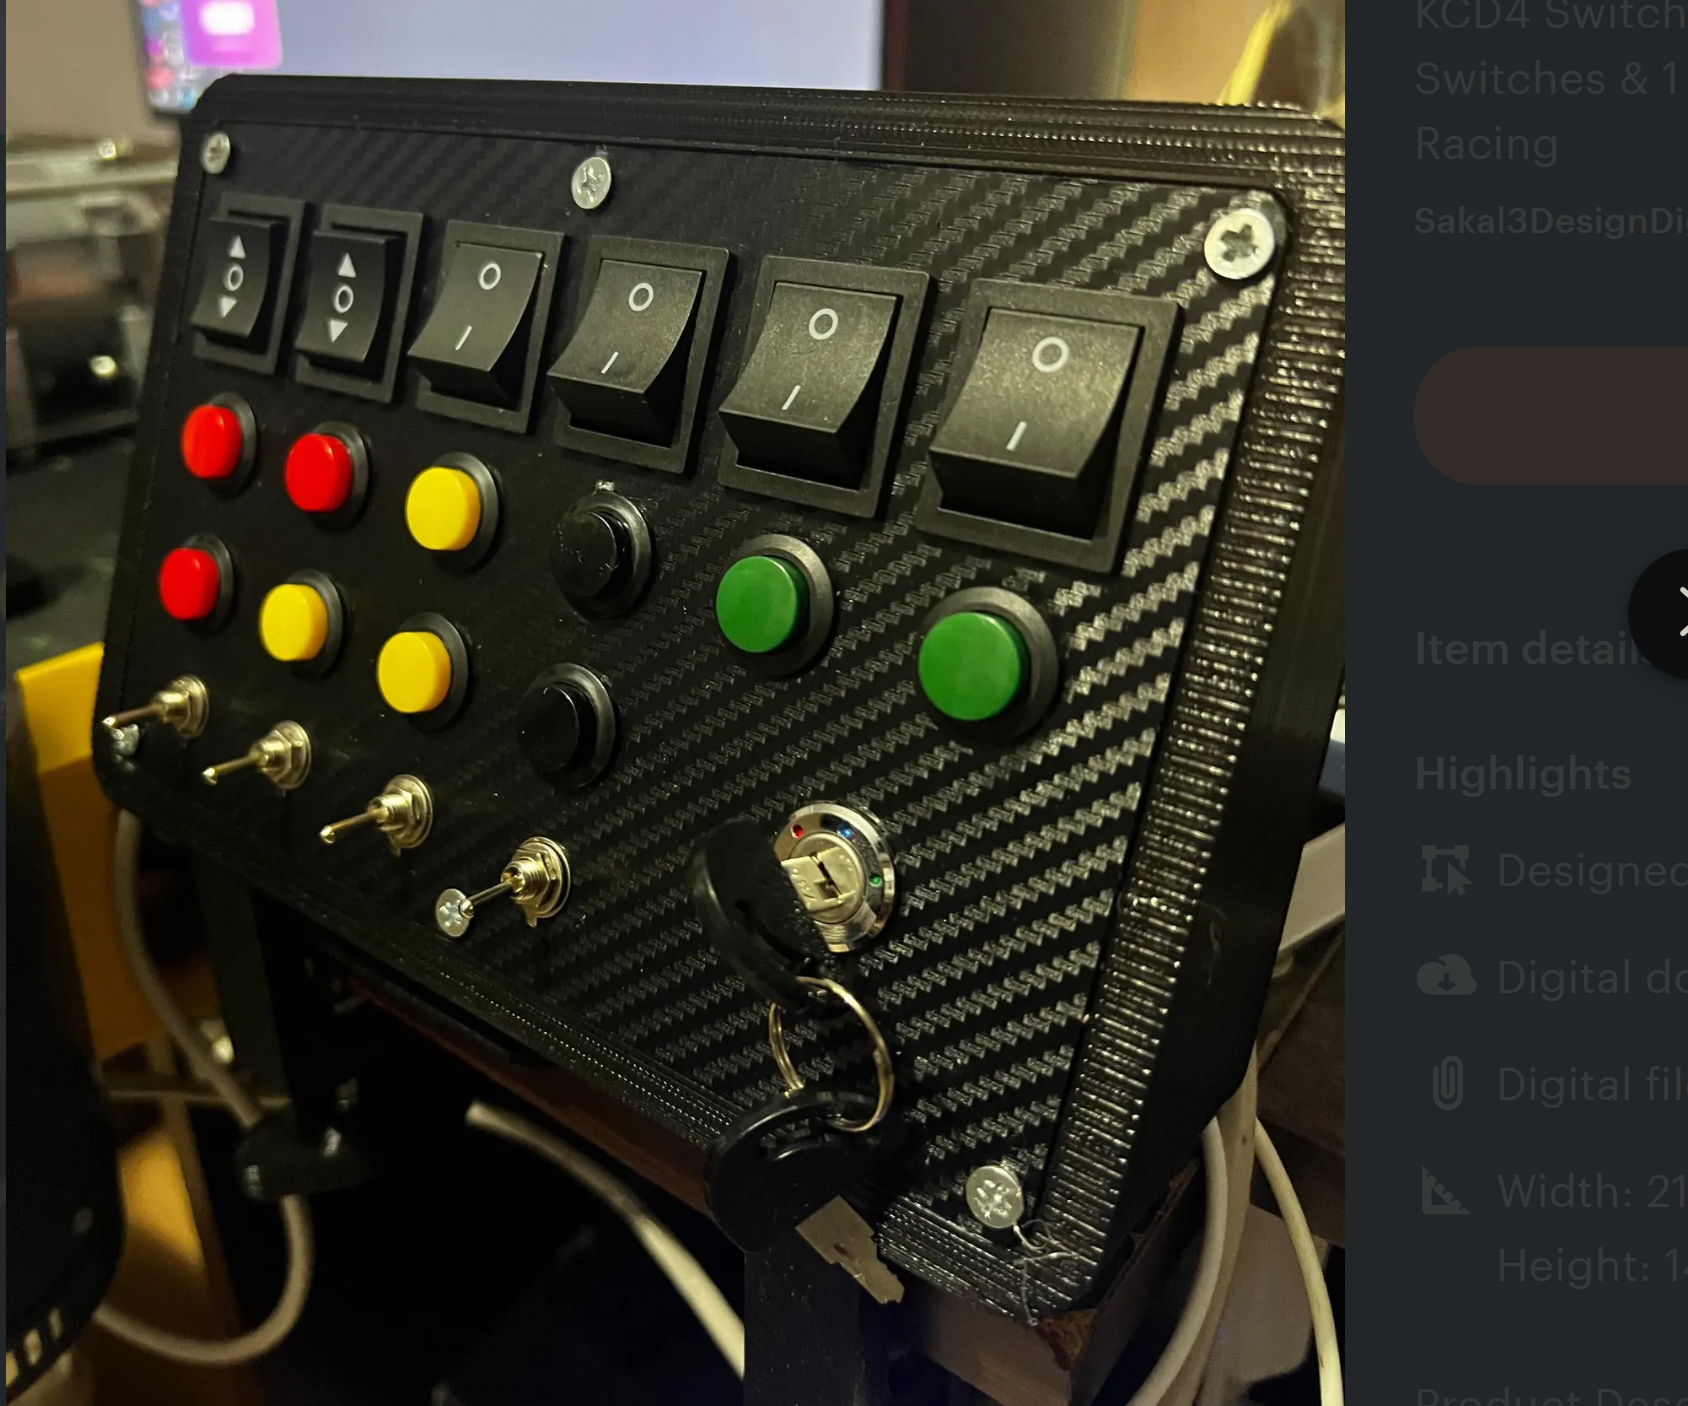 KCD4 Switch
Switches & 1
Racing
Sakal3DesignDi
Item detail
Highlights
Designed
Digital do
Digital fil
Width: 21
Height: 14
Product Desc